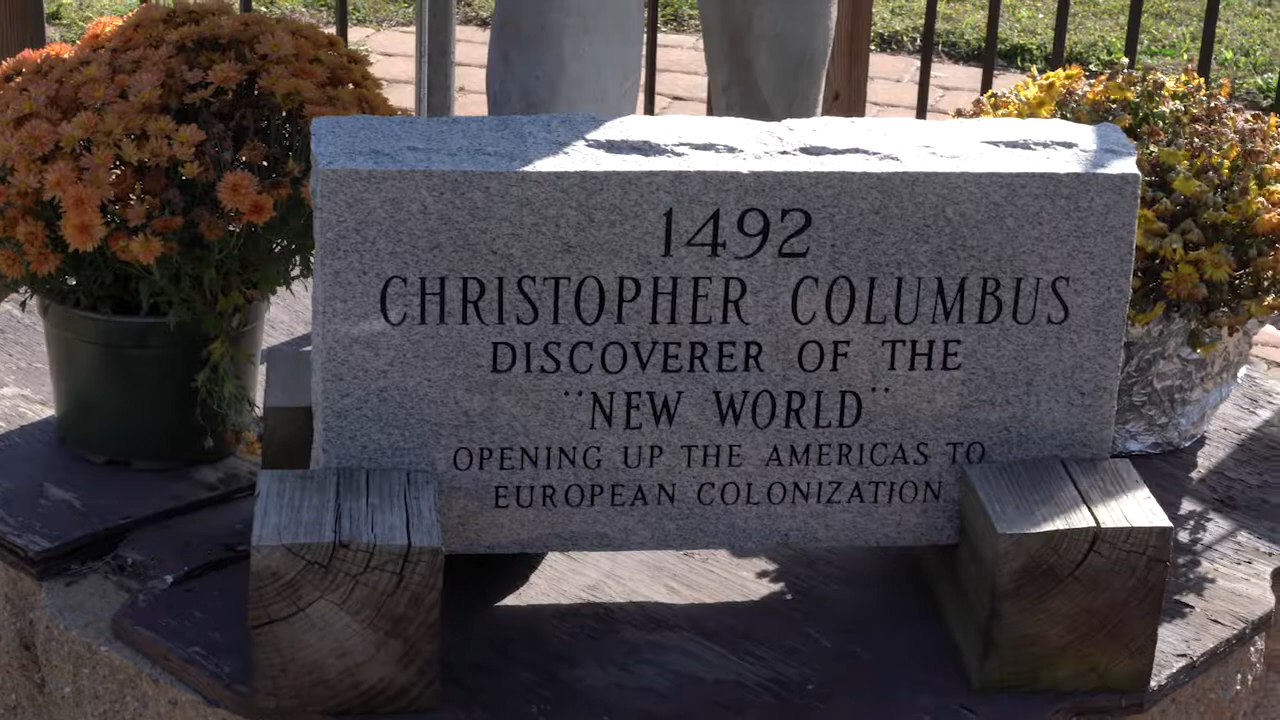 1492
CHRISTOPHER COLUMBUS
DISCOVERER OF THE
¨NEW WORLD¨
OPENING UP THE AMERICAS TO
EUROPEAN COLONIZATION